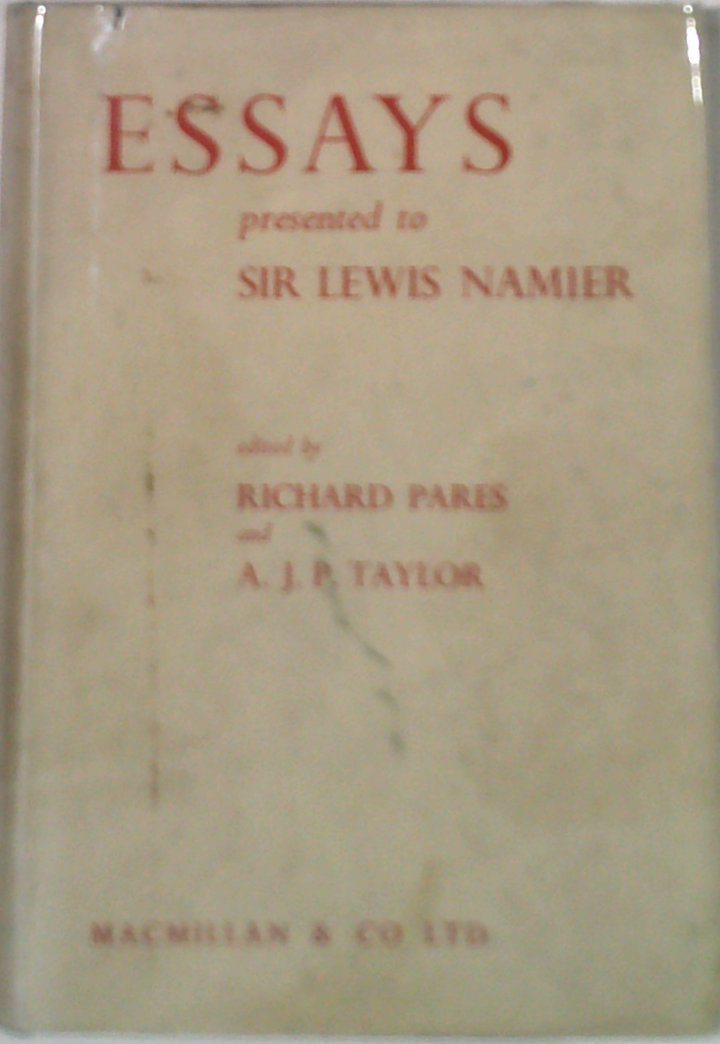 ESSAYS
presented to
SIR LEWIS NAMIER
edited by
RICHARD PARES
and
A. J. P. TAYLOR
MACMILLAN & CO LTD